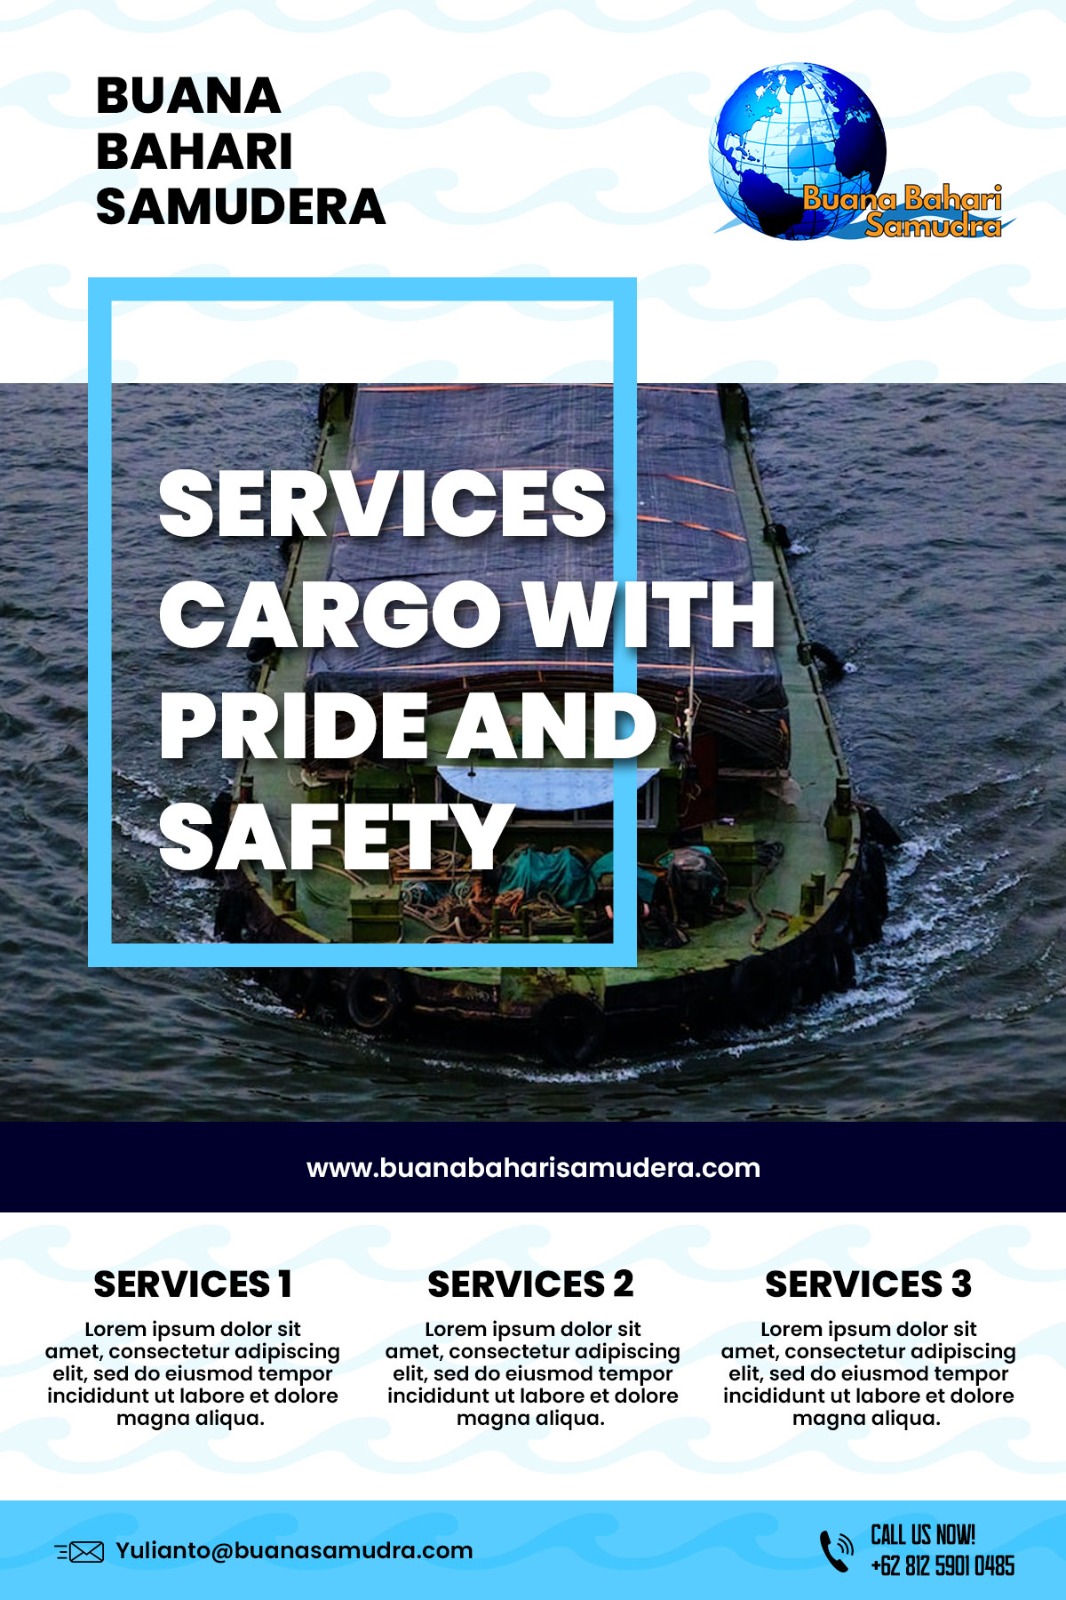 BUANA
BAHARI
SAMUDERA
Buana Bahari
Samudra
SERVICES
CARGO WITH
PRIDE AND
SAFETY
www.buanabaharisamudera.com
SERVICES 1
Lorem ipsum dolor sit
amet, consectetur adipiscing
elit, sed do eiusmod tempor
incididunt ut labore et dolore
magna aliqua.
SERVICES 2
Lorem ipsum dolor sit
amet, consectetur adipiscing
elit, sed do eiusmod tempor
incididunt ut labore et dolore
magna aliqua.
SERVICES 3
Lorem ipsum dolor sit
amet, consectetur adipiscing
elit, sed do eiusmod tempor
incididunt ut labore et dolore
magna aliqua.
Yulianto@buanasamudra.com
CALL US NOW!
+62 812 5901 0485